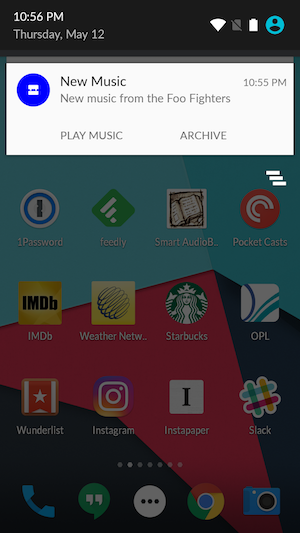 10:56 PM
Thursday, May 12
New Music 10:55 PM
New music from the Foo Fighters
PLAY MUSIC ARCHIVE
1Password feedly Smart AudioB.. Pocket Casts
IMDb
IMDb Weather Netw.. Starbucks OPL
I
Wunderlist Instagram Instapaper Slack